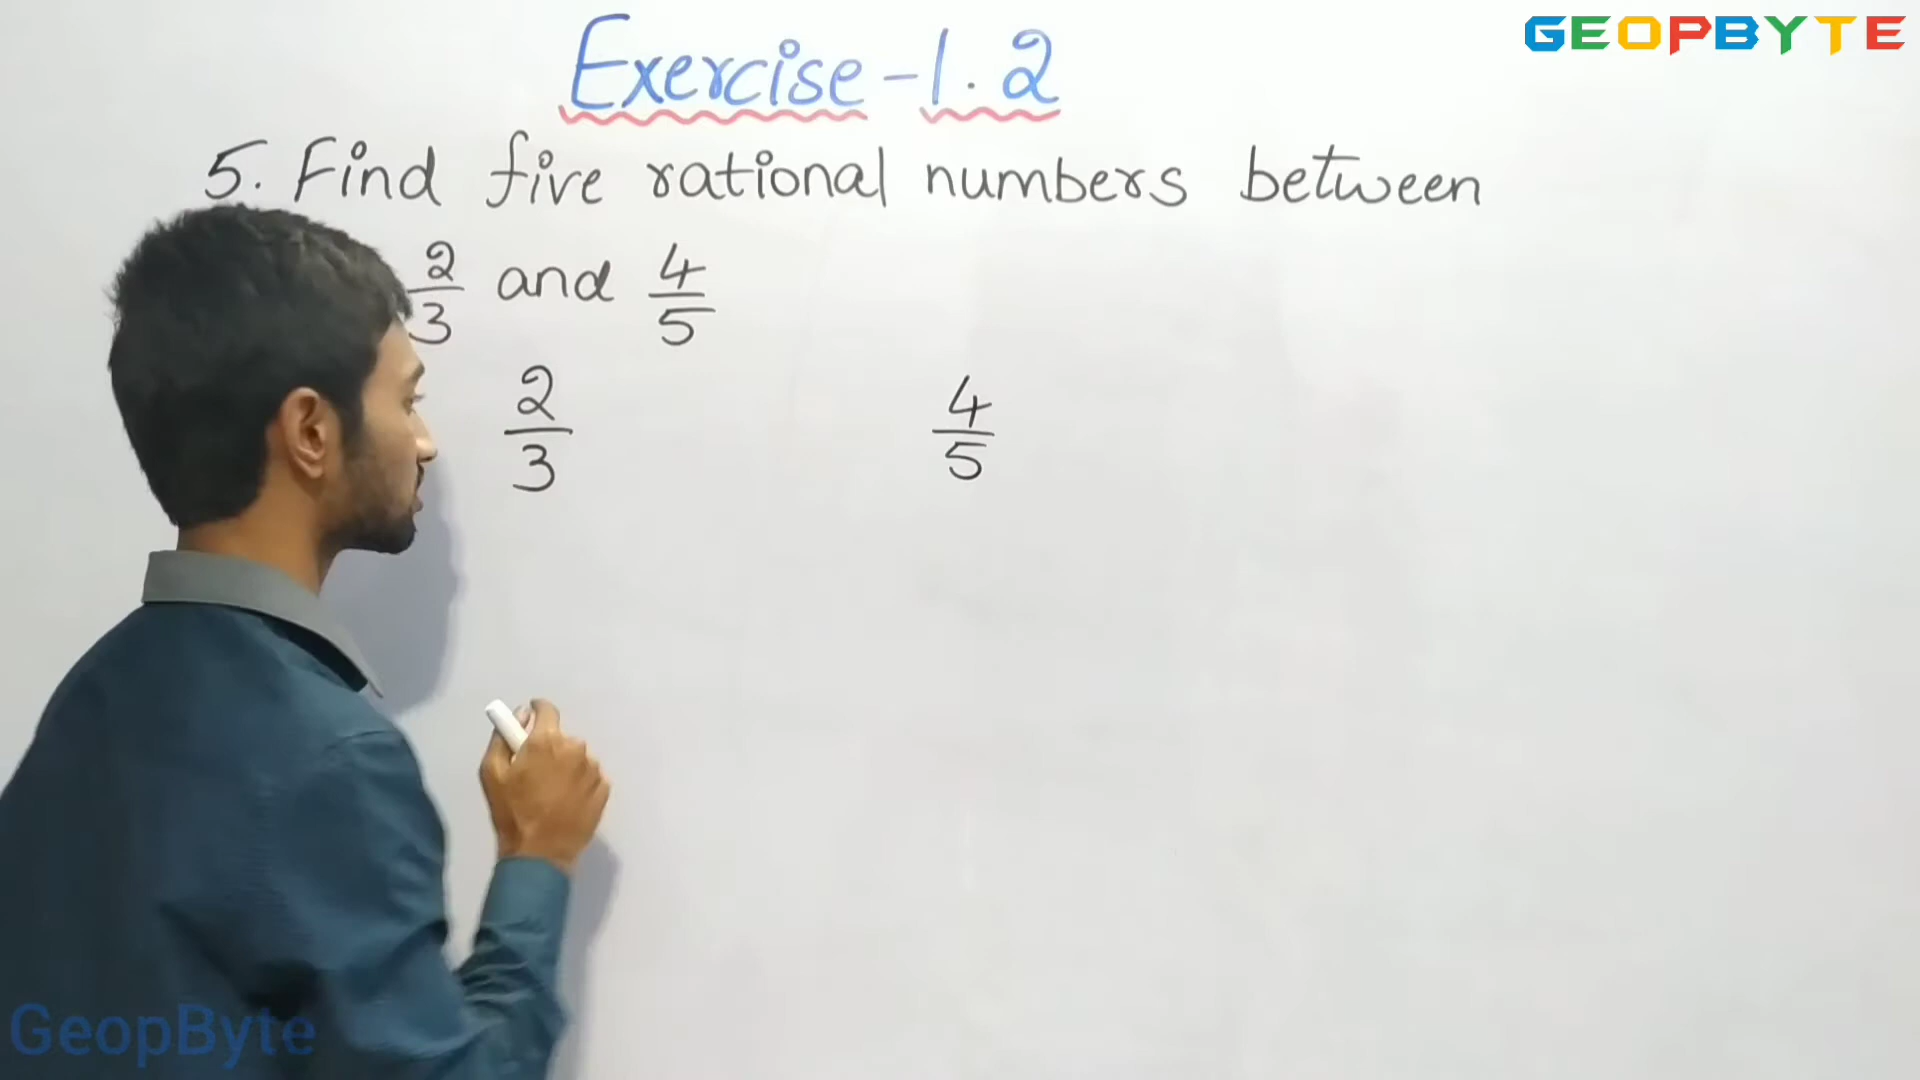 GEOPBYTE
Exercise-1.2
5. Find five rational numbers between
2/3 and 4/5
2/3 4/5
GeopByte